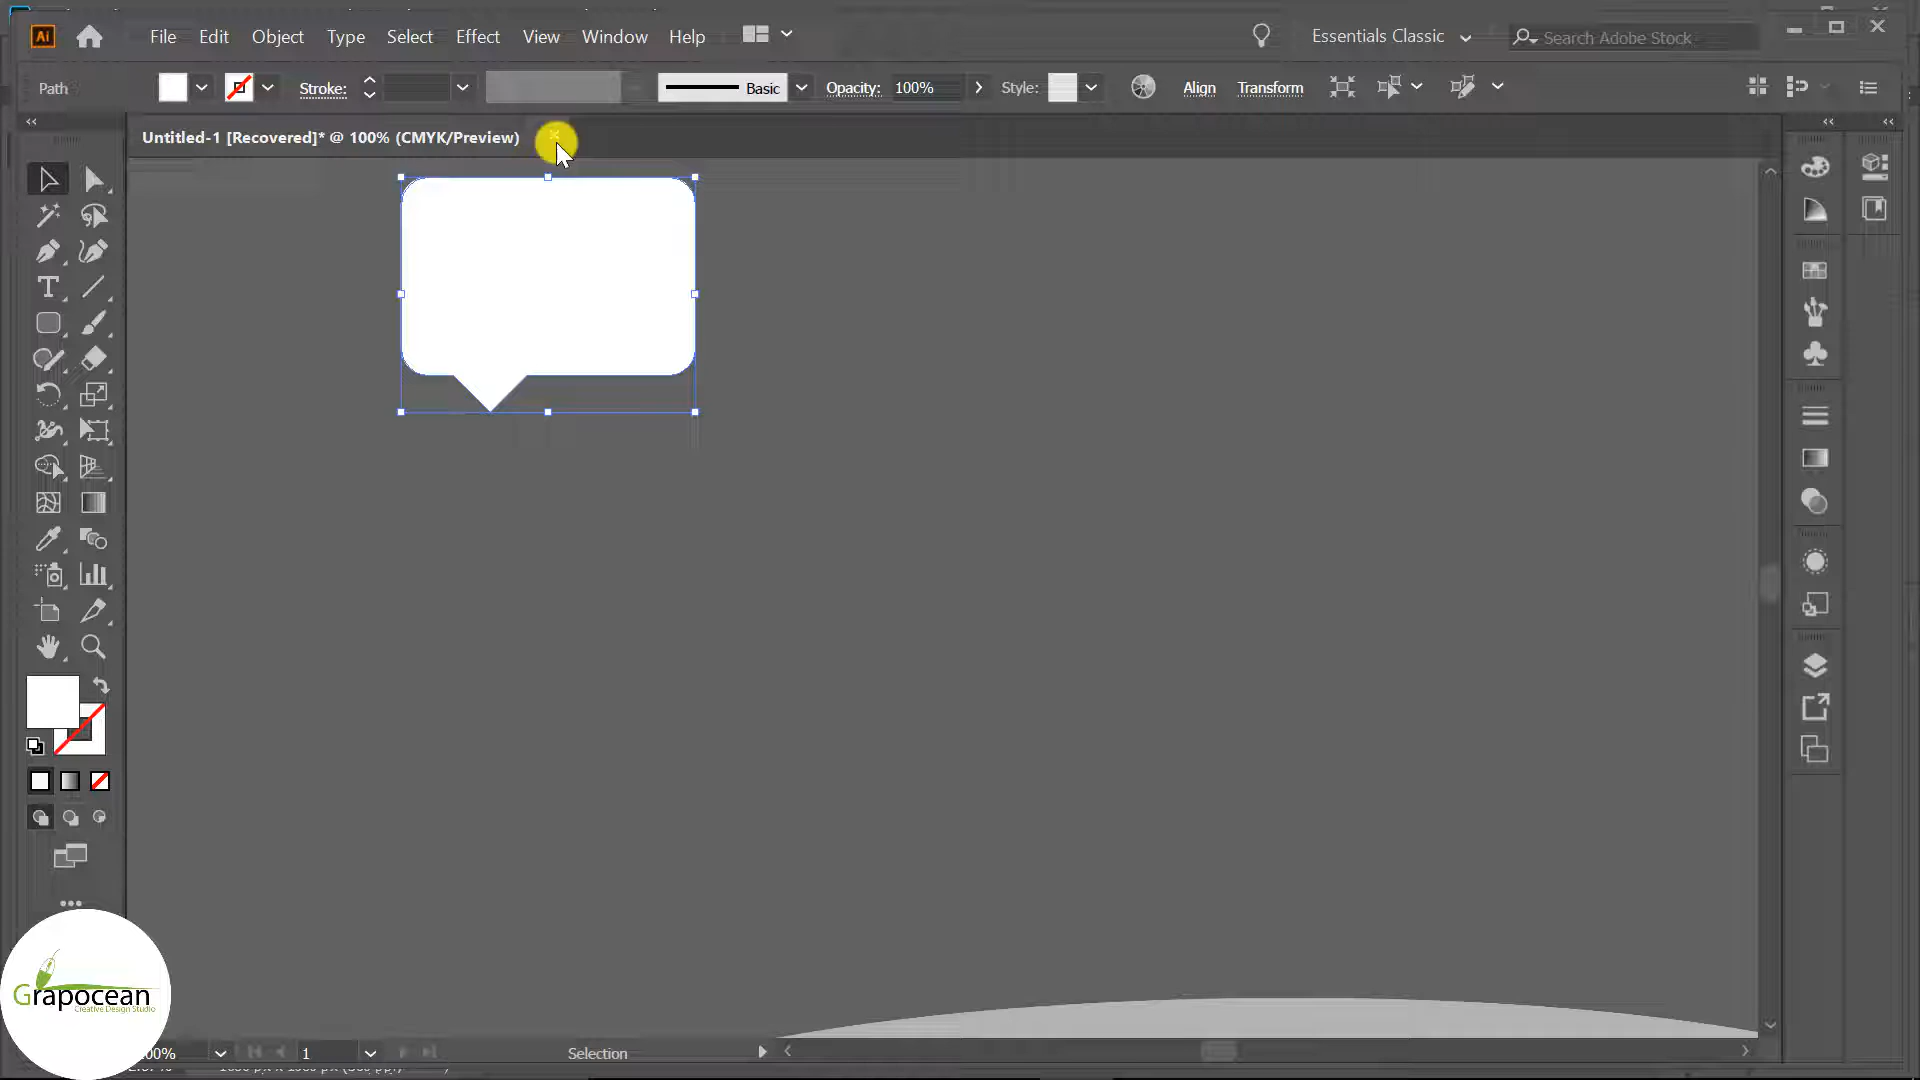 Ai File Edit Object Type Select Effect View Window Help Essentials Classic Search Adobe Stock
Path Stroke: Basic Opacity: 100% Style: Align Transform
Untitled-1 [Recovered]* @ 100% (CMYK/Preview)
Grapocean
Creative Design Studio
1 Selection